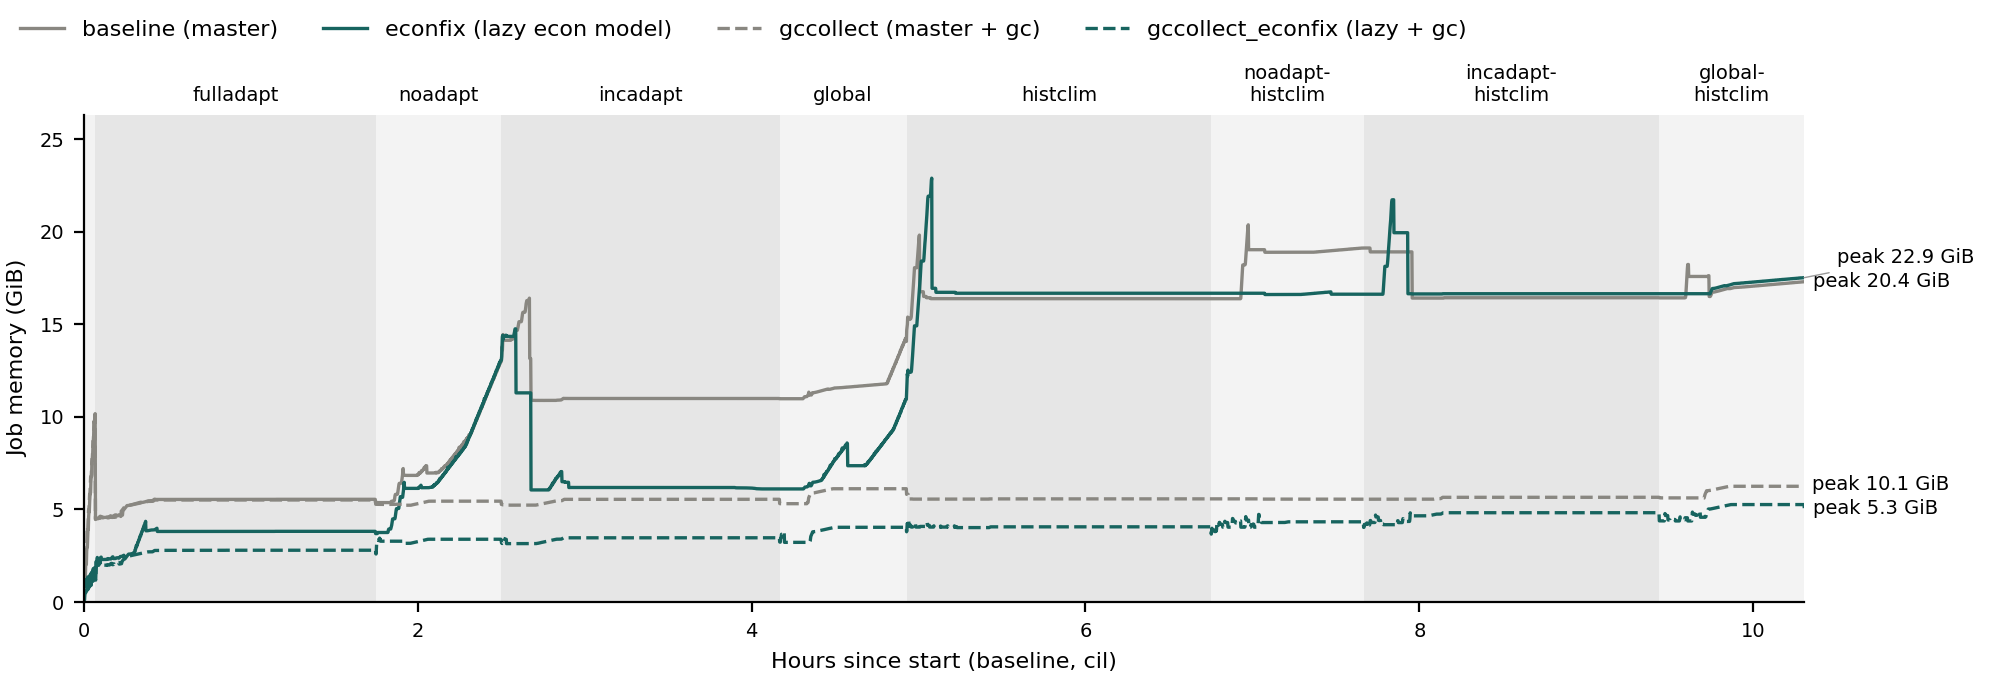 baseline (master)
econfix (lazy econ model)
gccollect (master + gc)
gccollect_econfix (lazy + gc)
fulladapt
noadapt
incadapt
global
histclim
noadapt-
histclim
incadapt-
histclim
global-
histclim
25
20
15
10
5
0
Job memory (GiB)
peak 22.9 GiB
peak 20.4 GiB
peak 10.1 GiB
peak 5.3 GiB
0
2
4
6
8
10
Hours since start (baseline, cil)